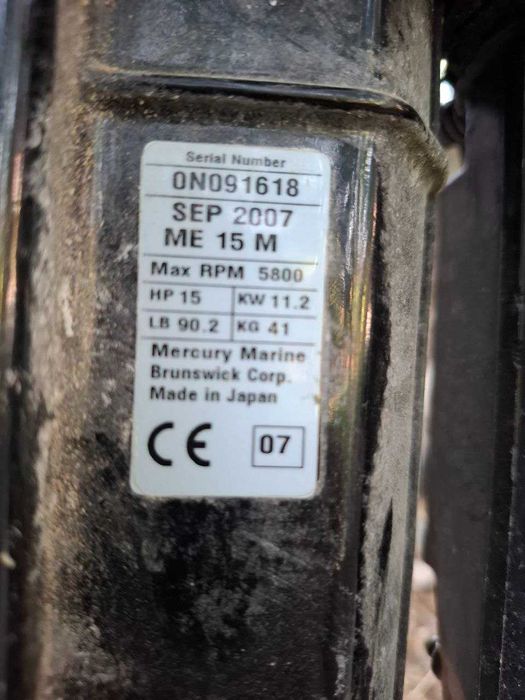 Serial Number
0N091618
SEP 2007
ME 15 M
Max RPM 5800
HP 15 KW 11.2
LB 90.2 KG 41
Mercury Marine
Brunswick Corp.
Made in Japan
CE 07